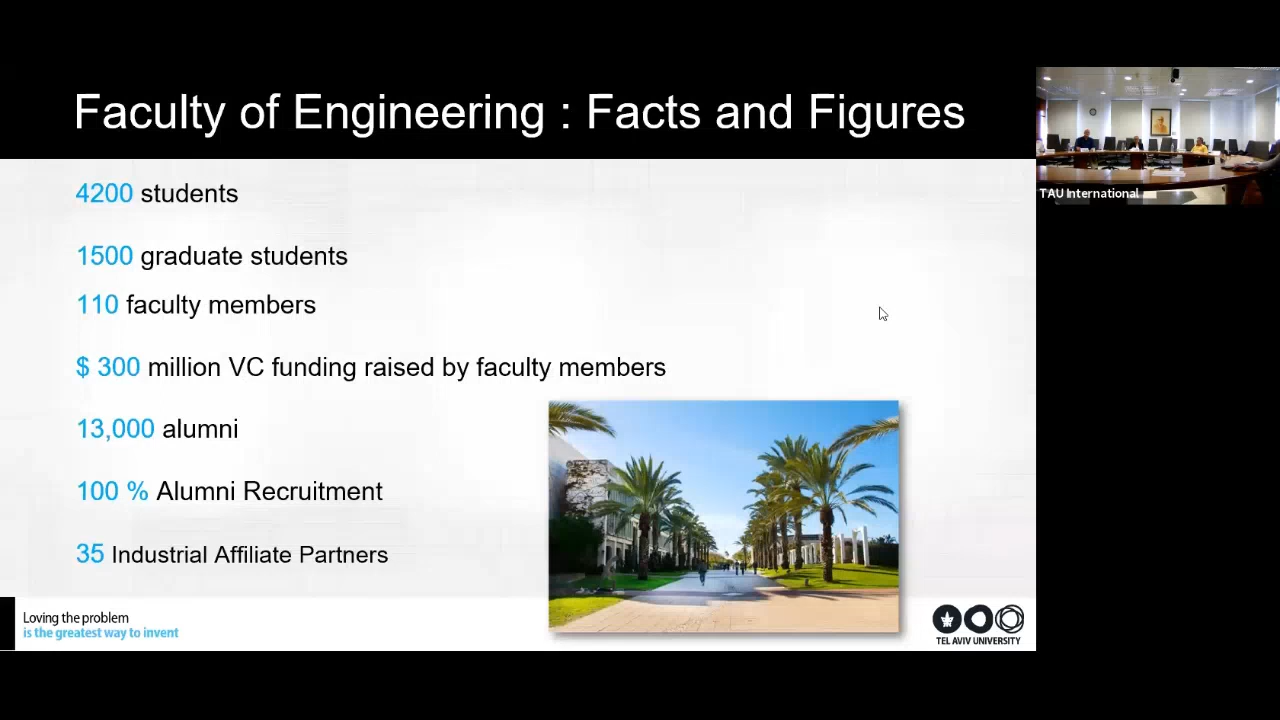 Faculty of Engineering : Facts and Figures
4200 students
1500 graduate students
110 faculty members
$ 300 million VC funding raised by faculty members
13,000 alumni
100 % Alumni Recruitment
35 Industrial Affiliate Partners
Loving the problem
is the greatest way to invent
TEL AVIV UNIVERSITY
TAU International